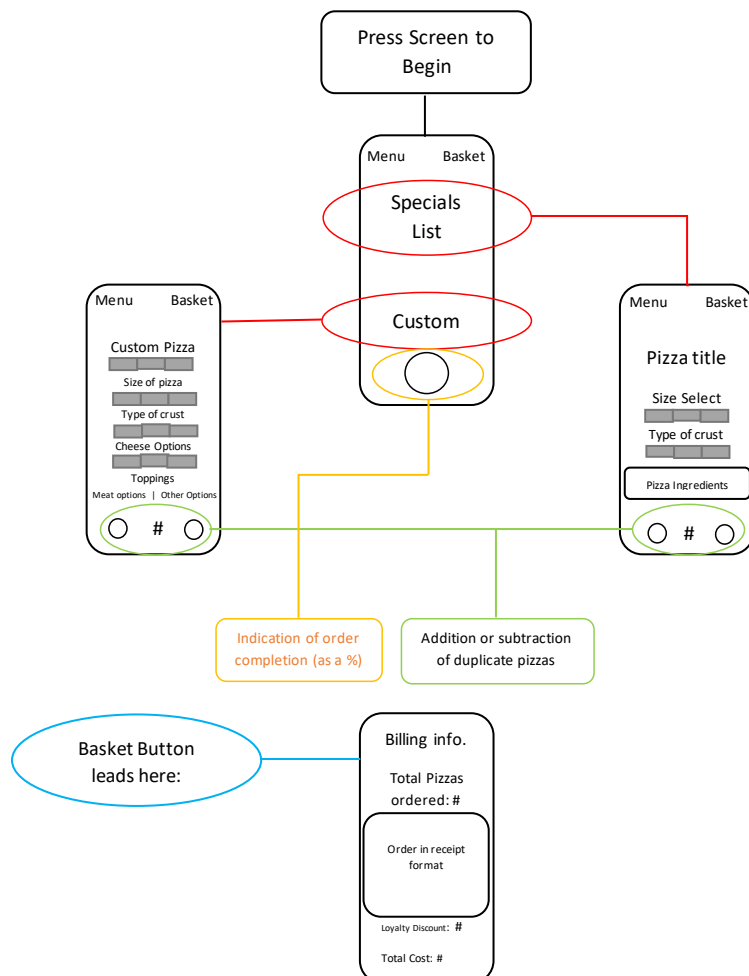 Press Screen to
Begin
Menu Basket
Specials
List
Custom
Menu Basket
Custom Pizza
Size of pizza
Type of crust
Cheese Options
Toppings
Meat options | Other Options
#
Menu Basket
Pizza title
Size Select
Type of crust
Pizza Ingredients
#
Indication of order
completion (as a %)
Addition or subtraction
of duplicate pizzas
Basket Button
leads here:
Billing info.
Total Pizzas
ordered: #
Order in receipt
format
Loyalty Discount: #
Total Cost: #